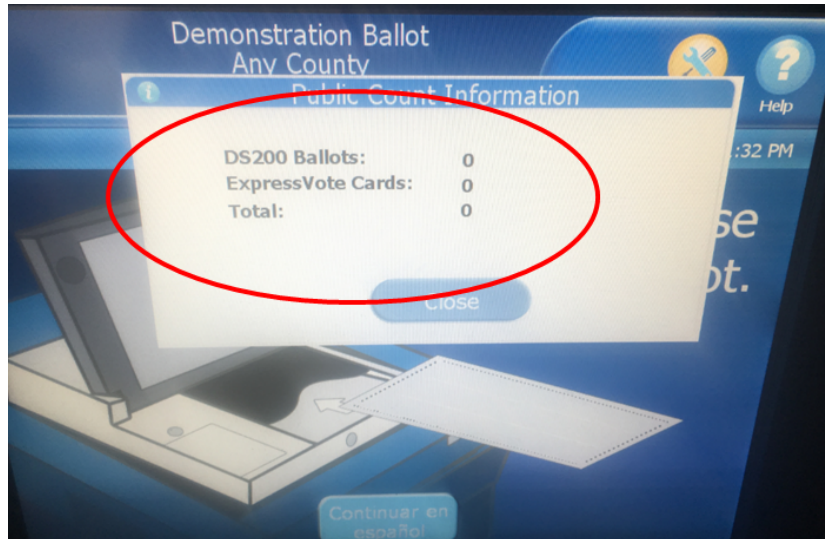 Demonstration Ballot
Any County
Help
Public Count Information
:32 PM
DS200 Ballots: 0
ExpressVote Cards: 0
Total: 0
se
ot.
Close
Continuar en
español